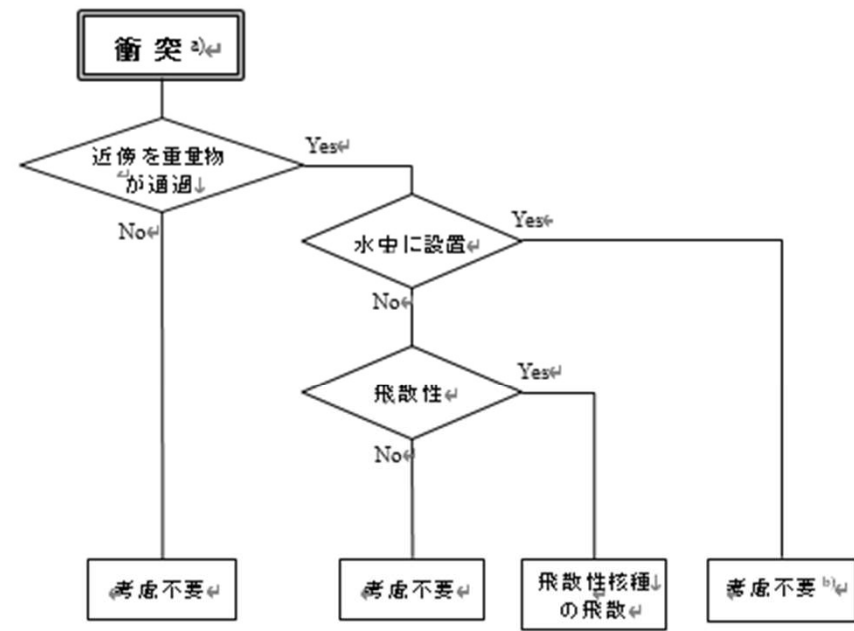 衝突 a)↵
近傍を重量物
↵が通過↓
Yes↵
No↵
水中に設置↵
Yes↵
No↵
飛散性↵
Yes↵
No↵
↵考慮不要↵
↵考慮不要↵
飛散性核種↓
↵の飛散↵
↵考慮不要 b)↵